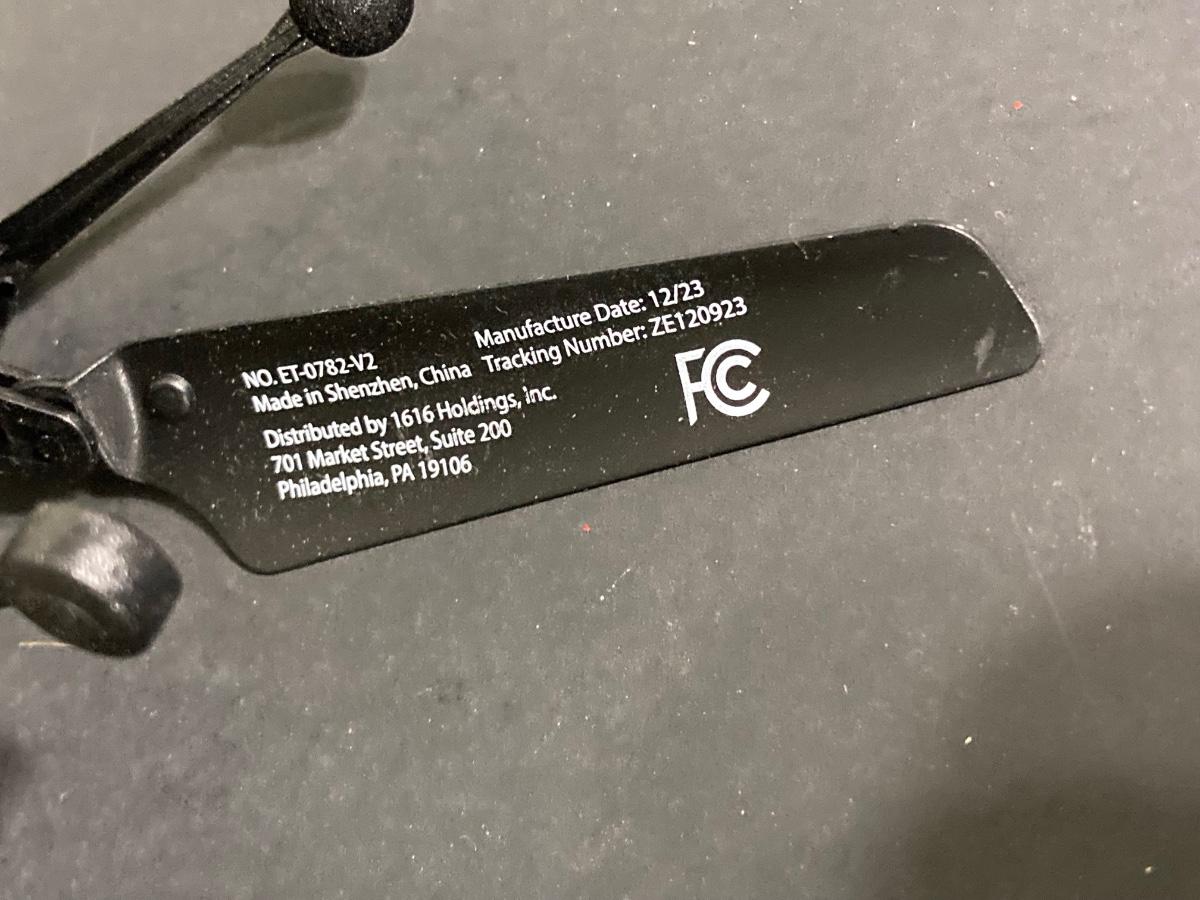 NO. ET-0782-V2
Made in Shenzhen, China
Manufacture Date: 12/23
Tracking Number: ZE120923
Distributed by 1616 Holdings, Inc.
701 Market Street, Suite 200
Philadelphia, PA 19106
FC